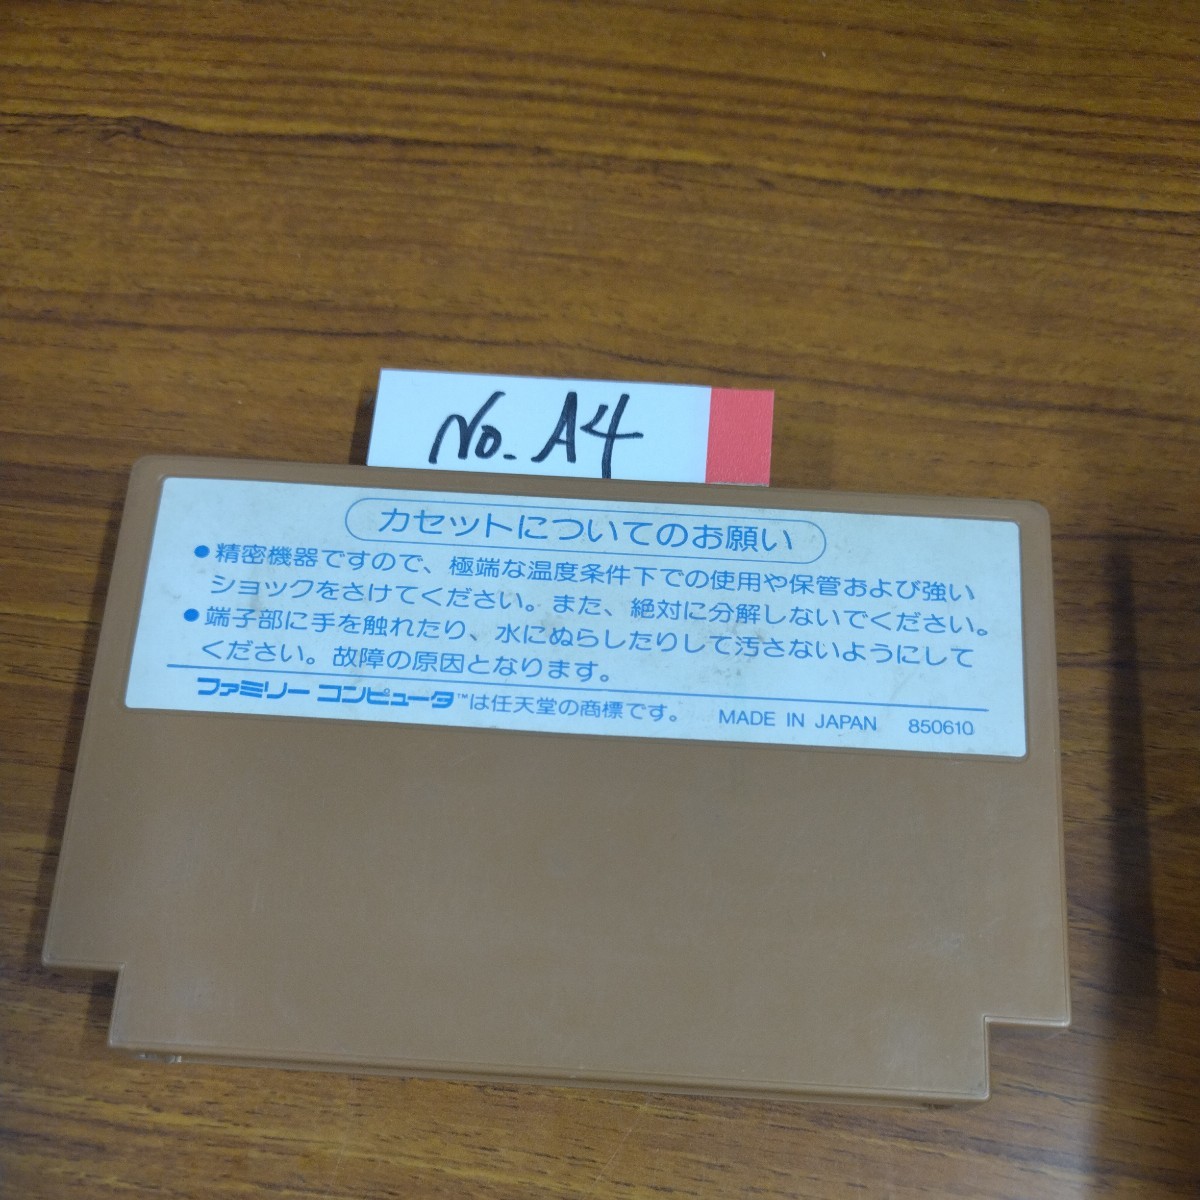 No. A4
カセットについてのお願い
●精密機器ですので、極端な温度条件下での使用や保管および強い
ショックをさけてください。また、絶対に分解しないでください。
●端子部に手を触れたり、水にぬらしたりして汚さないようにして
ください。故障の原因となります。
ファミリー コンピュータ™は任天堂の商標です。 MADE IN JAPAN 850610